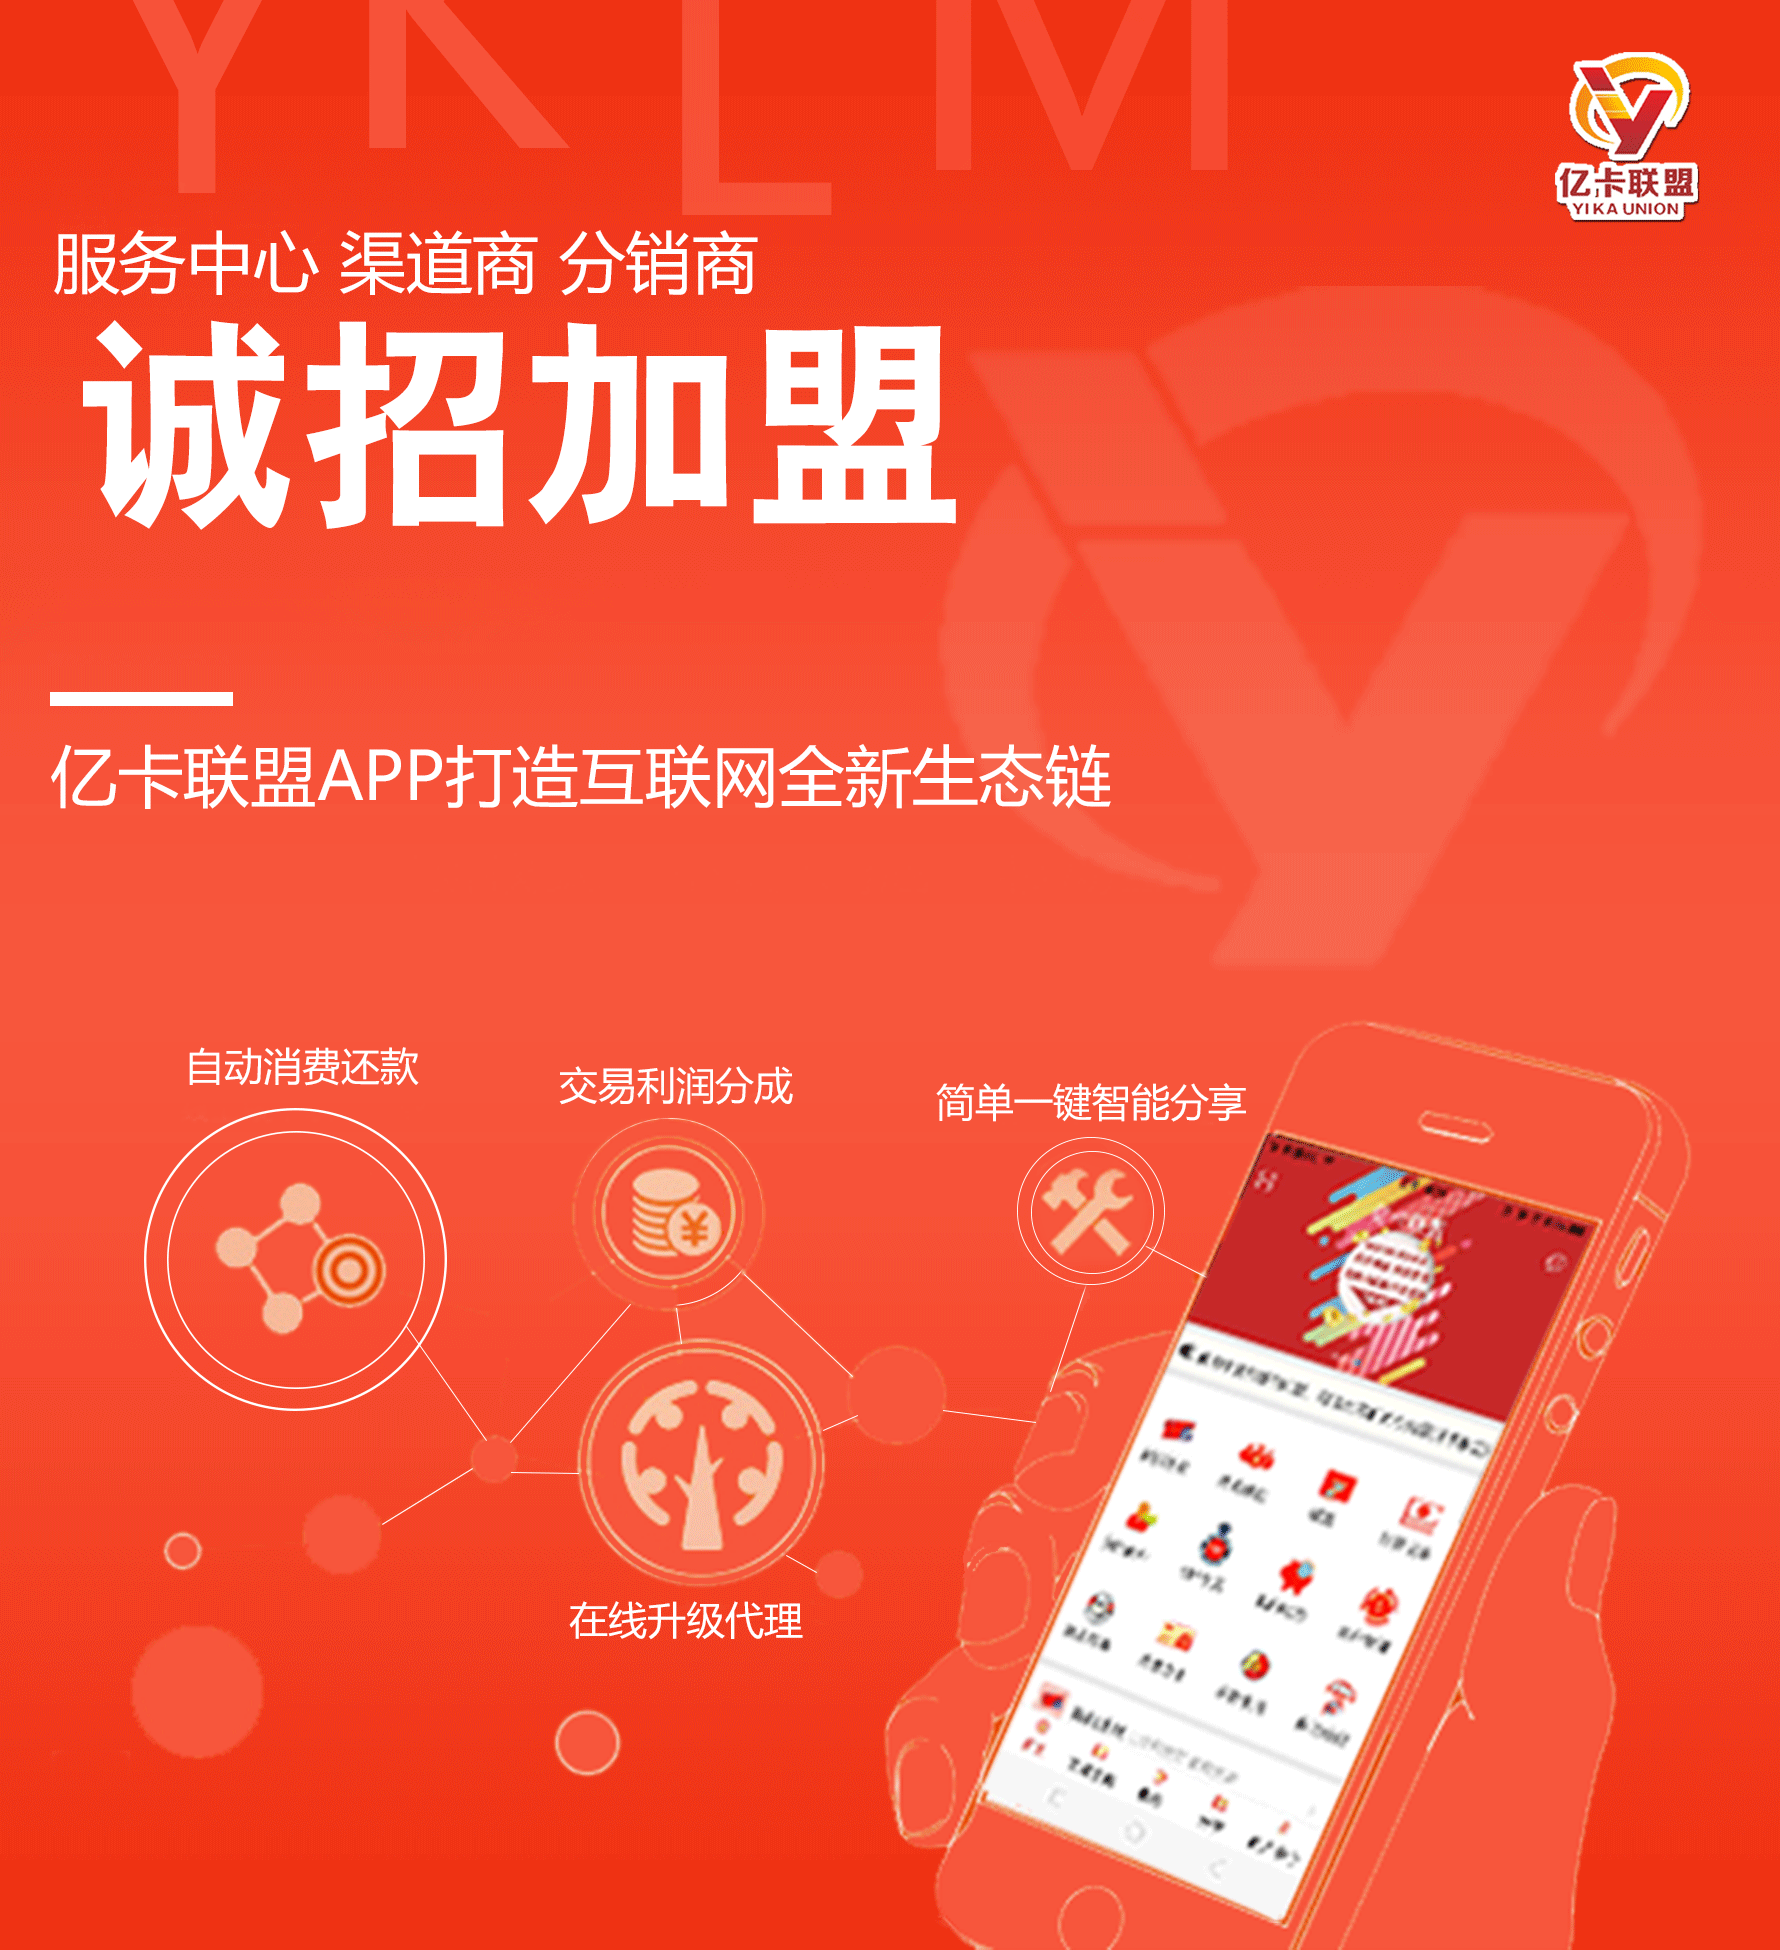 YKLM
亿卡联盟
YIKA UNION
服务中心 渠道商 分销商
诚招加盟
亿卡联盟APP打造互联网全新生态链
自动消费还款
交易利润分成
简单一键智能分享
在线升级代理